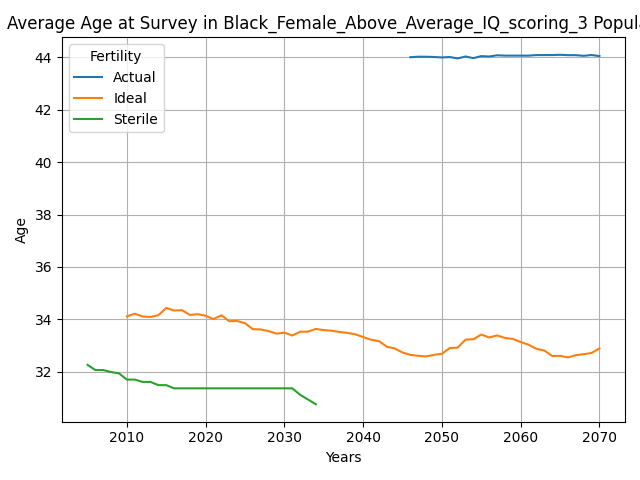 Average Age at Survey in Black_Female_Above_Average_IQ_scoring_3 Popul
Fertility
Actual
Ideal
Sterile
Age
44
42
40
38
36
34
32
2010 2020 2030 2040 2050 2060 2070
Years